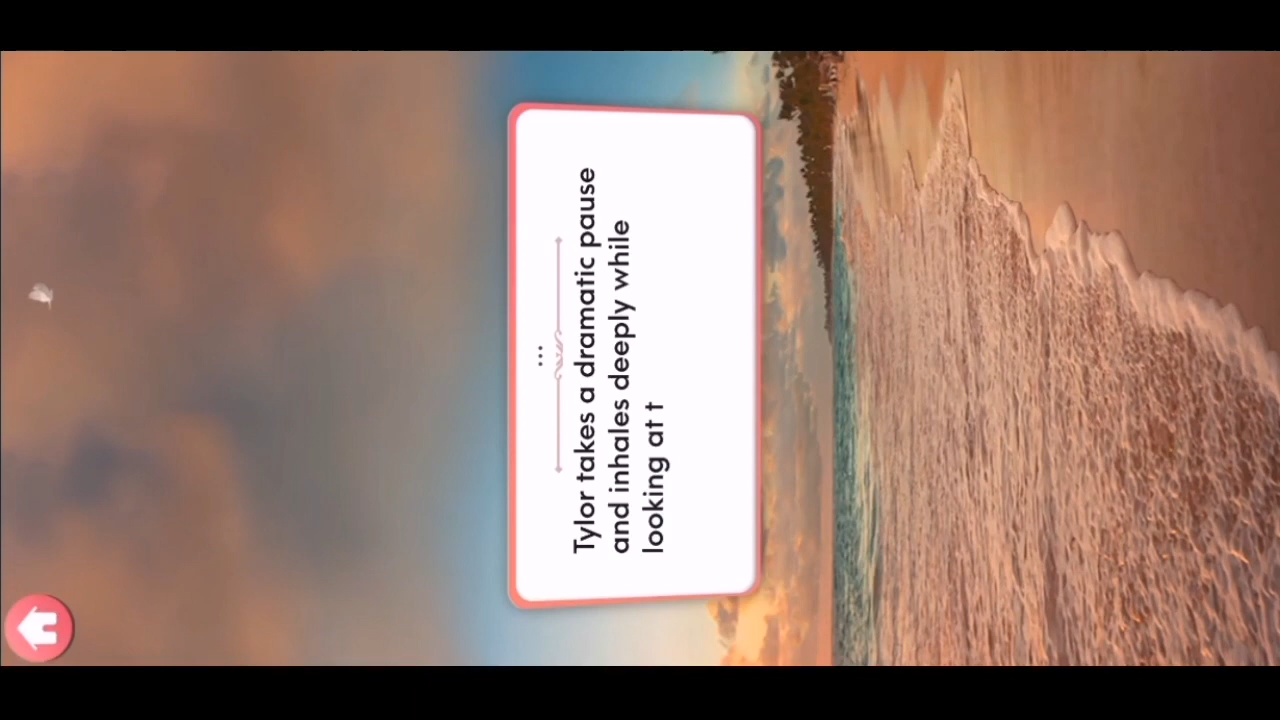 ...
Tylor takes a dramatic pause
and inhales deeply while
looking at t